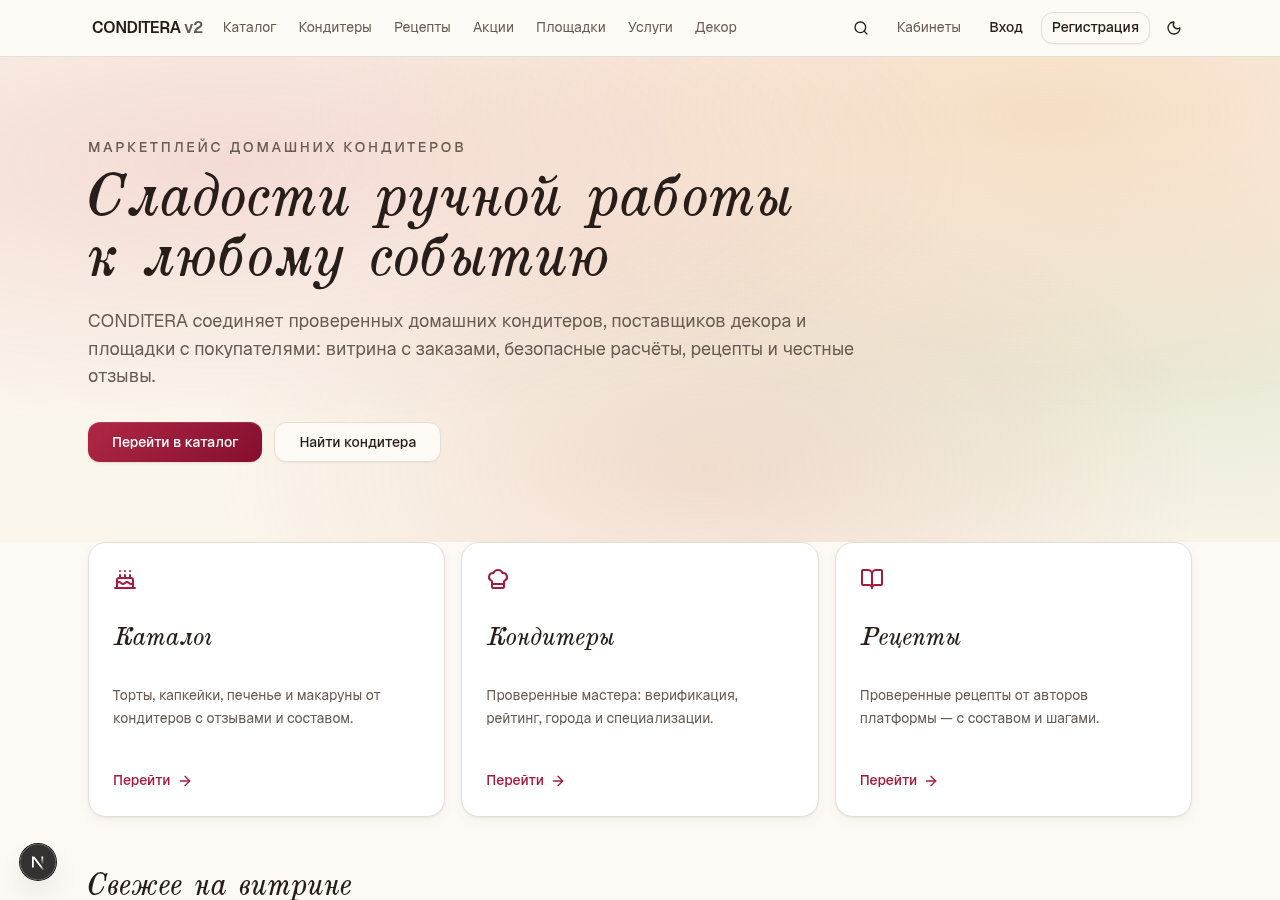 CONDITERA v2 Каталог Кондитеры Рецепты Акции Площадки Услуги Декор Кабинеты Вход Регистрация
МАРКЕТПЛЕЙС ДОМАШНИХ КОНДИТЕРОВ
Сладости ручной работы
к любому событию
CONDITERA соединяет проверенных домашних кондитеров, поставщиков декора и
площадки с покупателями: витрина с заказами, безопасные расчёты, рецепты и честные
отзывы.
Перейти в каталог Найти кондитера
Каталог
Торты, капкейки, печенье и макаруны от
кондитеров с отзывами и составом.
Перейти
Кондитеры
Проверенные мастера: верификация,
рейтинг, города и специализации.
Перейти
Рецепты
Проверенные рецепты от авторов
платформы — с составом и шагами.
Перейти
N
Свежее на витрине